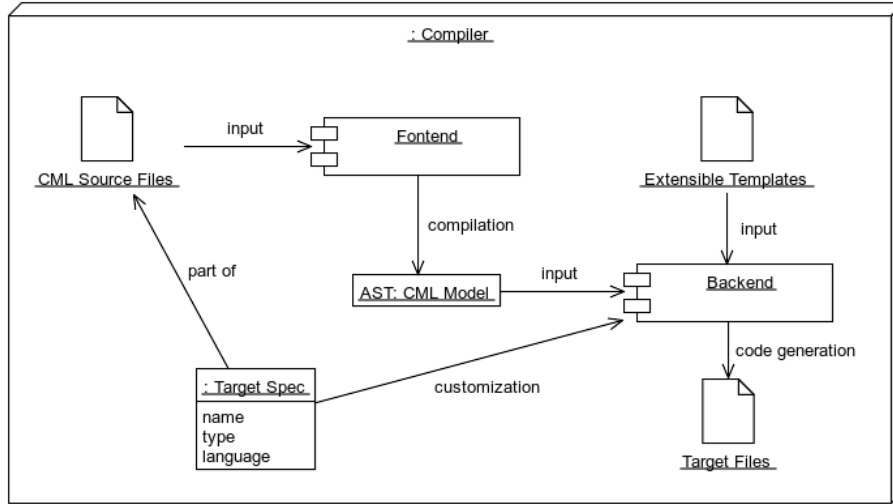 : Compiler
input
Fontend
CML Source Files
Extensible Templates
compilation
input
part of
input
AST: CML Model
Backend
code generation
: Target Spec
customization
name
type
language
Target Files